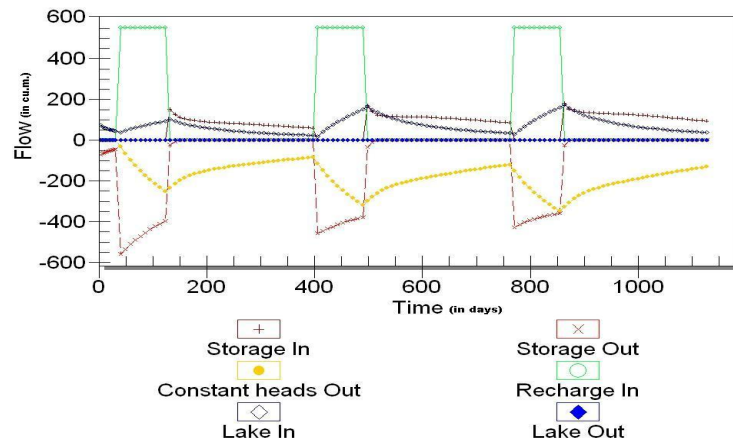 600
400
200
0
-200
-400
-600
Flow (in cu.m.)
0 200 400 600 800 1000
Time (in days)
Storage In Storage Out
Constant heads Out Recharge In
Lake In Lake Out